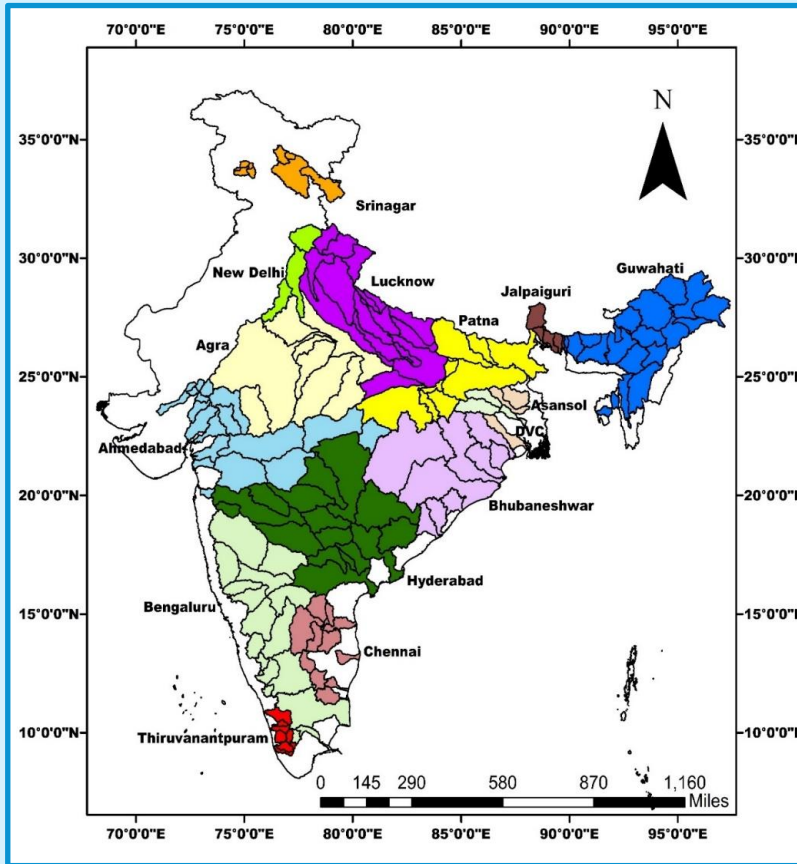 70°0'0"E 75°0'0"E 80°0'0"E 85°0'0"E 90°0'0"E 95°0'0"E
N
35°0'0"N 35°0'0"N
Srinagar
30°0'0"N 30°0'0"N
New Delhi Lucknow Jalpaiguri Guwahati
Agra Patna
25°0'0"N 25°0'0"N
Asansol
Ahmedabad DVC
20°0'0"N 20°0'0"N
Bhubaneshwar
Hyderabad
15°0'0"N 15°0'0"N
Bengaluru
Chennai
10°0'0"N 10°0'0"N
Thiruvanantpuram
0 145 290 580 870 1,160
Miles
70°0'0"E 75°0'0"E 80°0'0"E 85°0'0"E 90°0'0"E 95°0'0"E